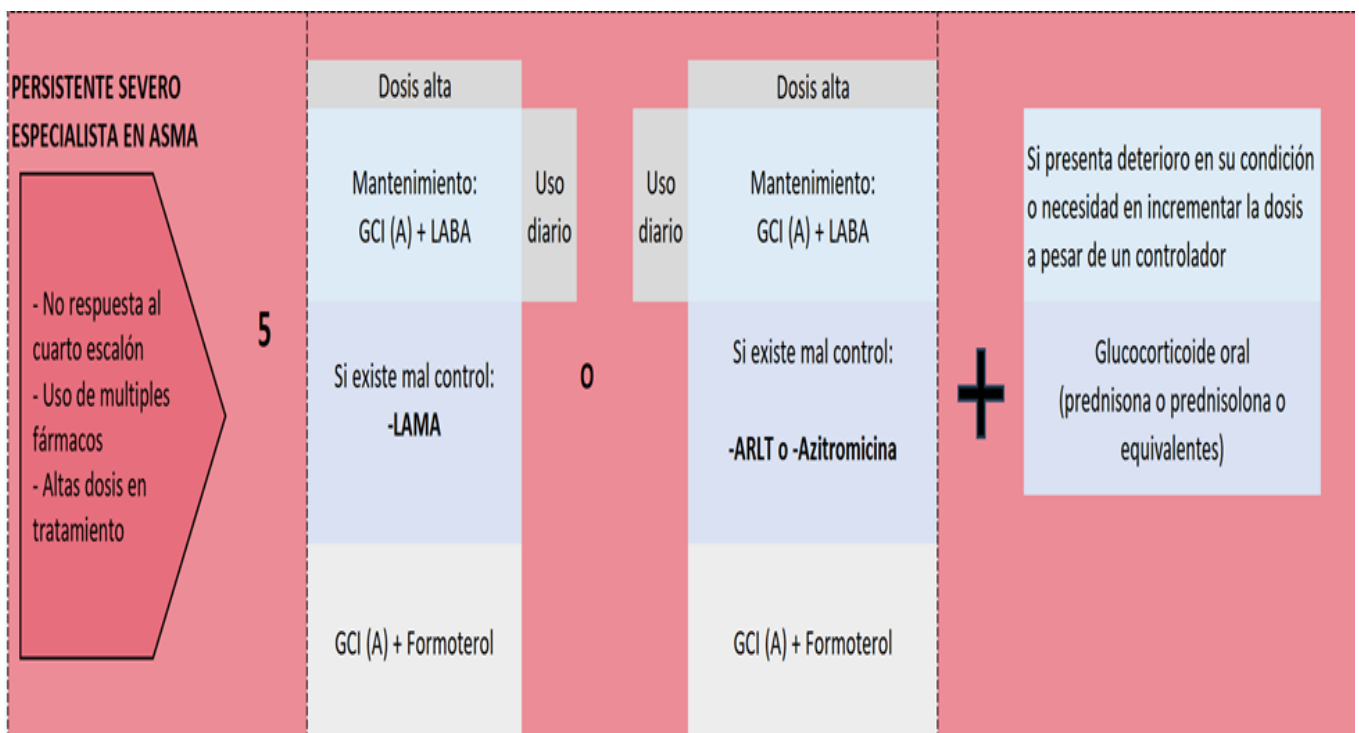 PERSISTENTE SEVERO
ESPECIALISTA EN ASMA
- No respuesta al
cuarto escalón
- Uso de multiples
fármacos
- Altas dosis en
tratamiento
5
Dosis alta
Mantenimiento:
GCI (A) + LABA
Uso
diario
Si existe mal control:
-LAMA
GCI (A) + Formoterol
O
Dosis alta
Uso
diario
Mantenimiento:
GCI (A) + LABA
Si existe mal control:
-ARLT o -Azitromicina
GCI (A) + Formoterol
+
Si presenta deterioro en su condición
o necesidad en incrementar la dosis
a pesar de un controlador
Glucocorticoide oral
(prednisona o prednisolona o
equivalentes)